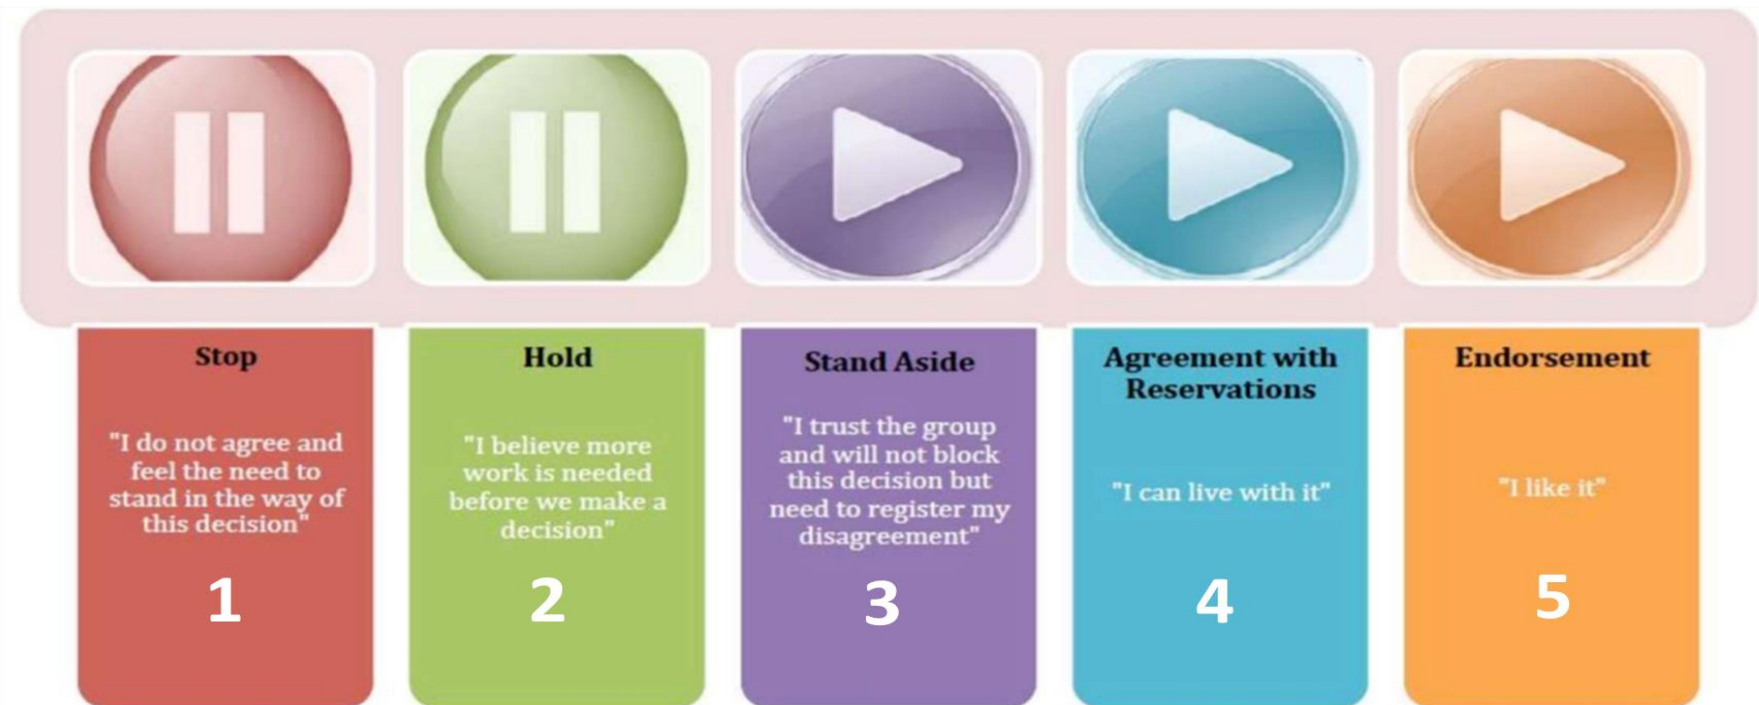 Stop
"I do not agree and
feel the need to
stand in the way of
this decision"
1
Hold
"I believe more
work is needed
before we make a
decision"
2
Stand Aside
"I trust the group
and will not block
this decision but
need to register my
disagreement"
3
Agreement with
Reservations
"I can live with it"
4
Endorsement
"I like it"
5